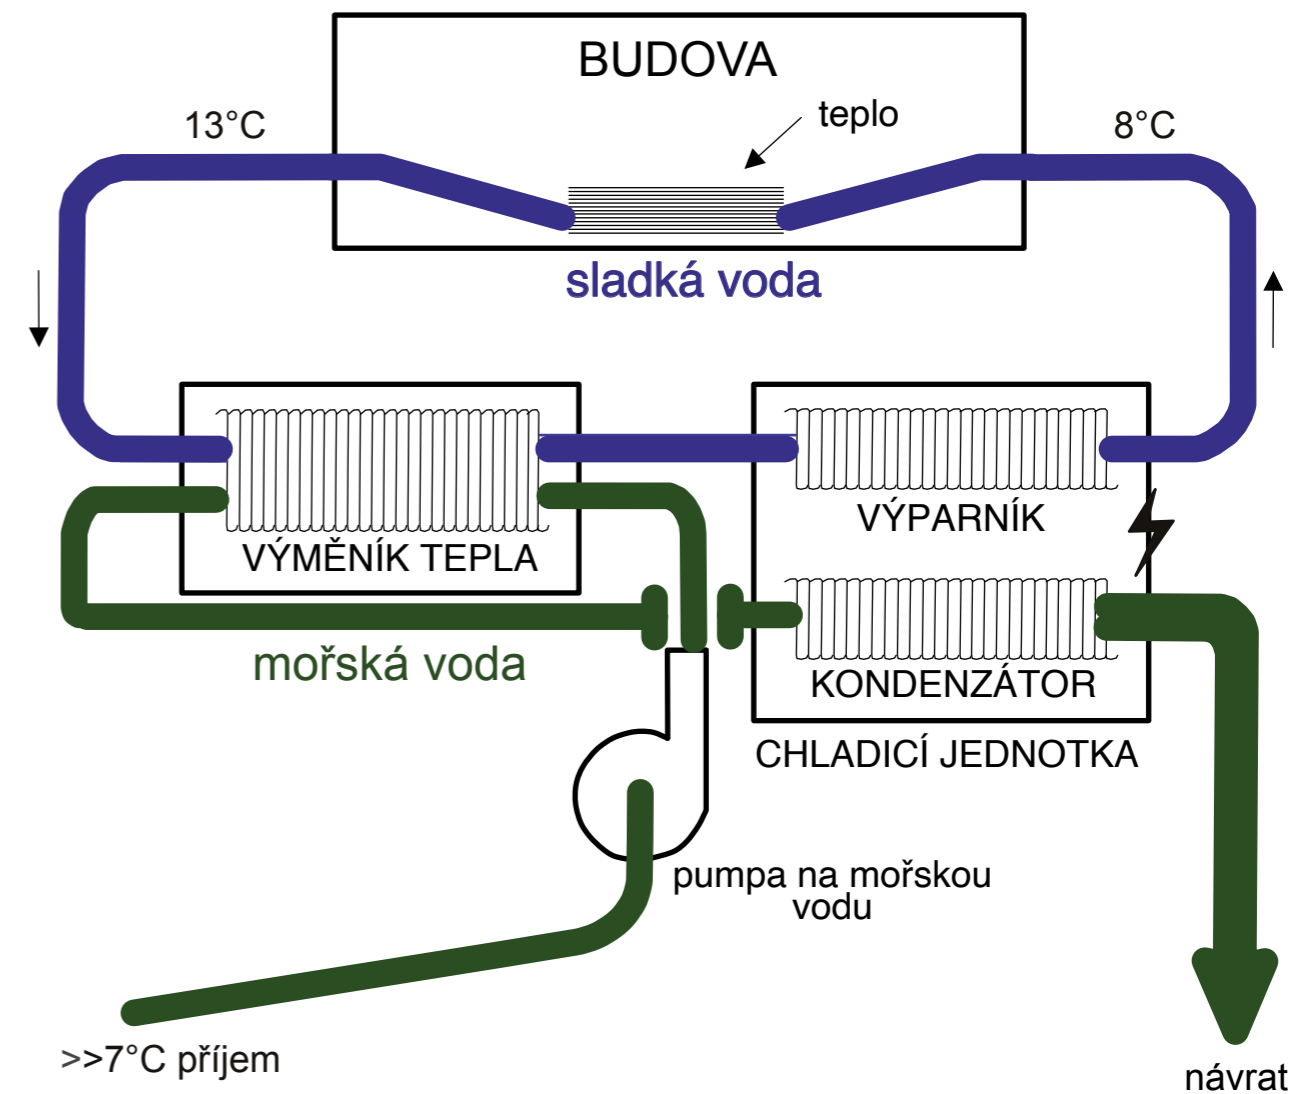 BUDOVA
teplo
13°C
8°C
sladká voda
VÝMĚNÍK TEPLA
VÝPARNÍK
mořská voda
KONDENZÁTOR
CHLADICÍ JEDNOTKA
pumpa na mořskou
vodu
>>7°C příjem
návrat